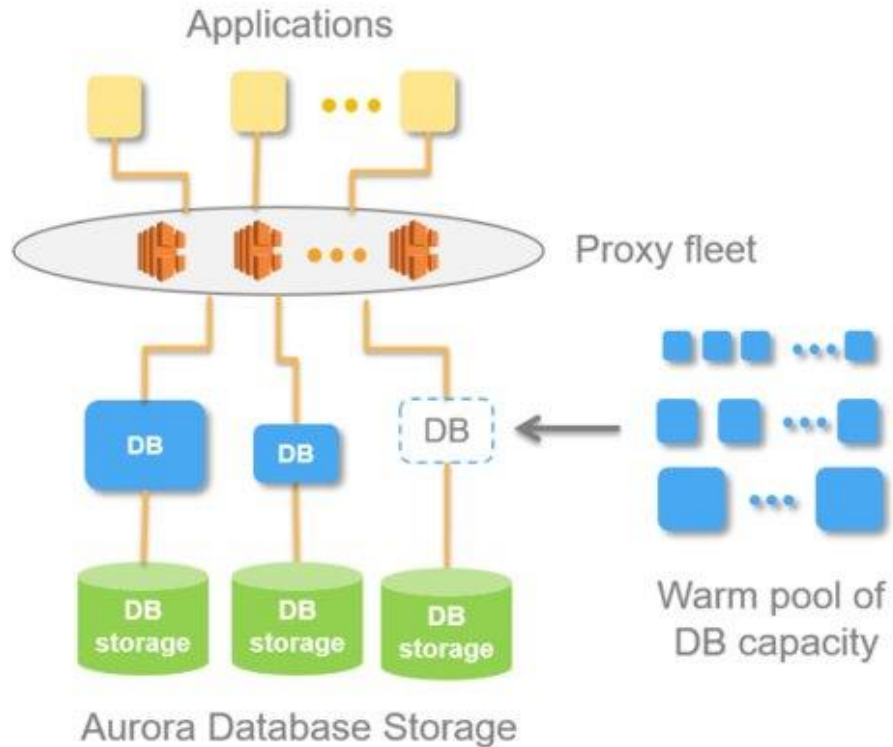 Applications
Proxy fleet
DB
DB
DB
DB
storage
DB
storage
DB
storage
Warm pool of
DB capacity
Aurora Database Storage